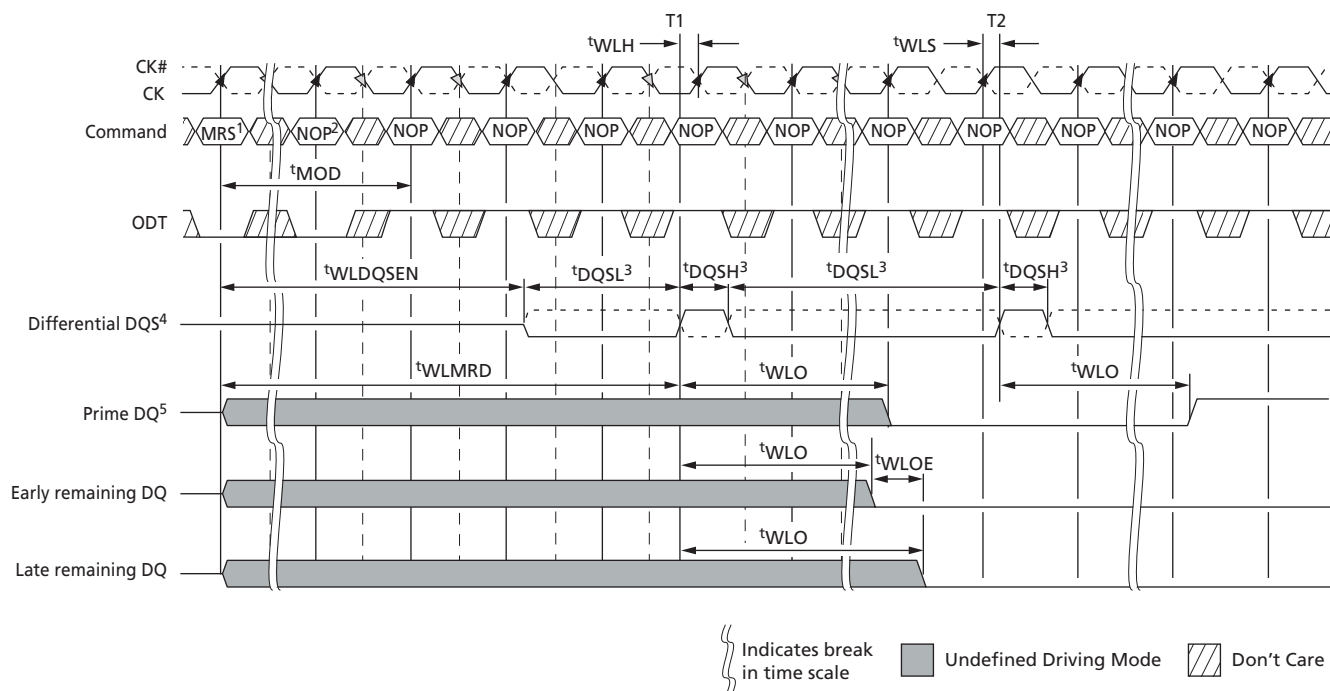 T1 T2
tWLH tWLS
CK#
CK
Command MRS1 NOP2 NOP NOP NOP NOP NOP NOP NOP NOP NOP NOP
tMOD
ODT
tWLDQSEN tDQSL3 tDQSH3 tDQSL3 tDQSH3
Differential DQS4
tWLMRD tWLO tWLO
Prime DQ5
tWLO tWLOE
Early remaining DQ
tWLO
Late remaining DQ
Indicates break
in time scale
Undefined Driving Mode
Don't Care